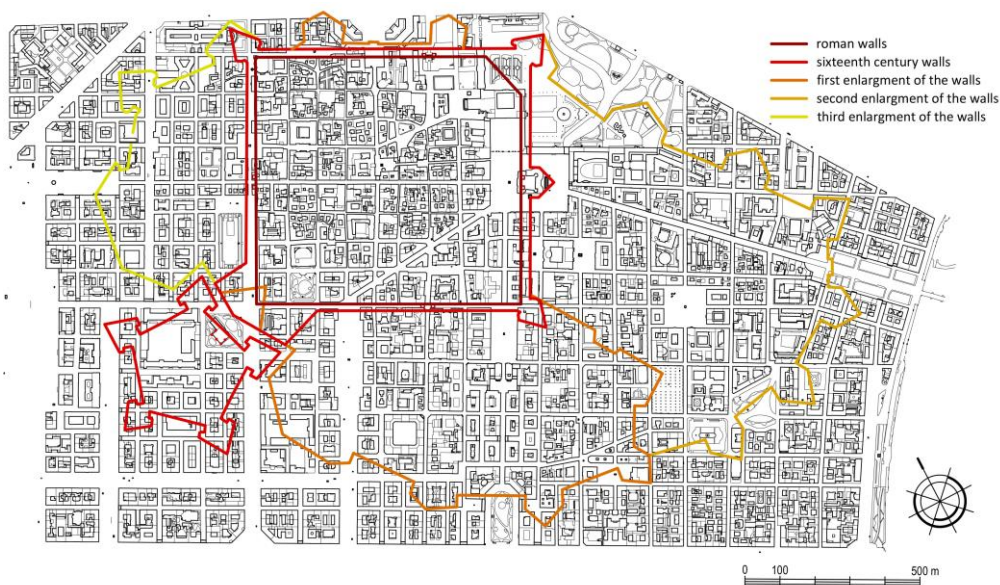 roman walls
sixteenth century walls
first enlargment of the walls
second enlargment of the walls
third enlargment of the walls
0 100 500 m